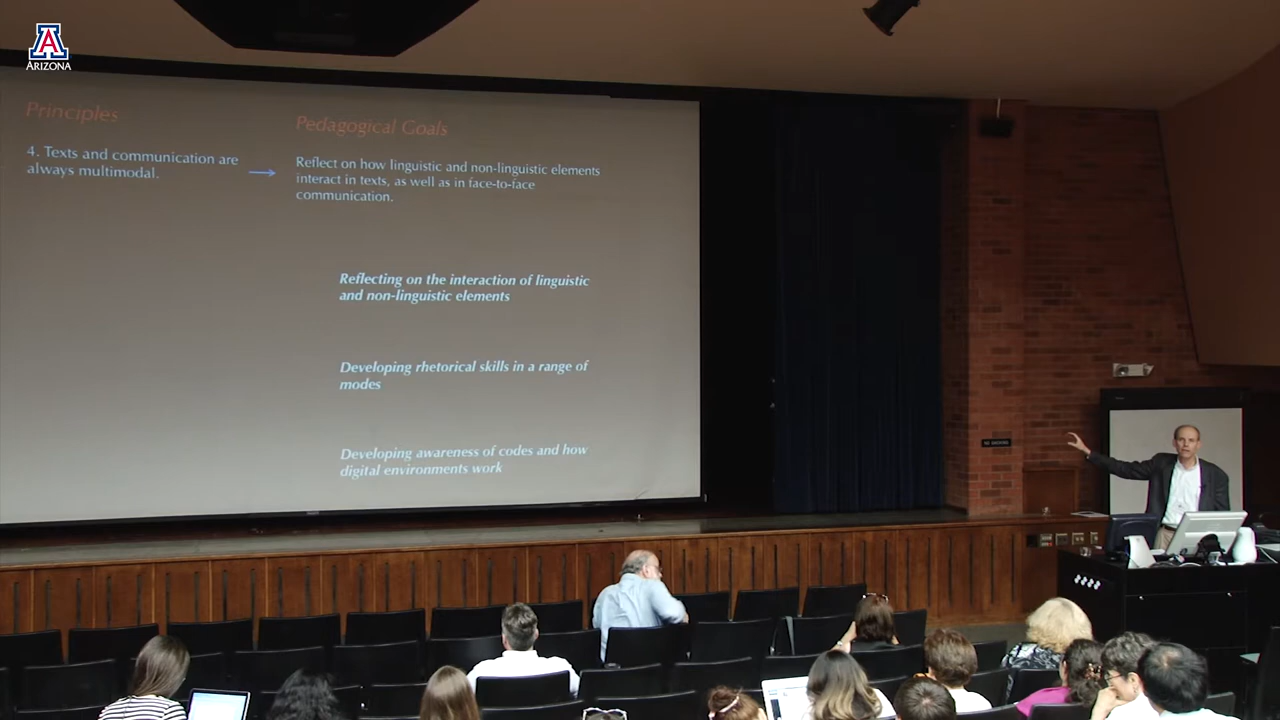 ARIZONA
Principles
Pedagogical Goals
4. Texts and communication are
always multimodal.
→
Reflect on how linguistic and non-linguistic elements
interact in texts, as well as in face-to-face
communication.
Reflecting on the interaction of linguistic
and non-linguistic elements
Developing rhetorical skills in a range of
modes
Developing awareness of codes and how
digital environments work
NO SMOKING